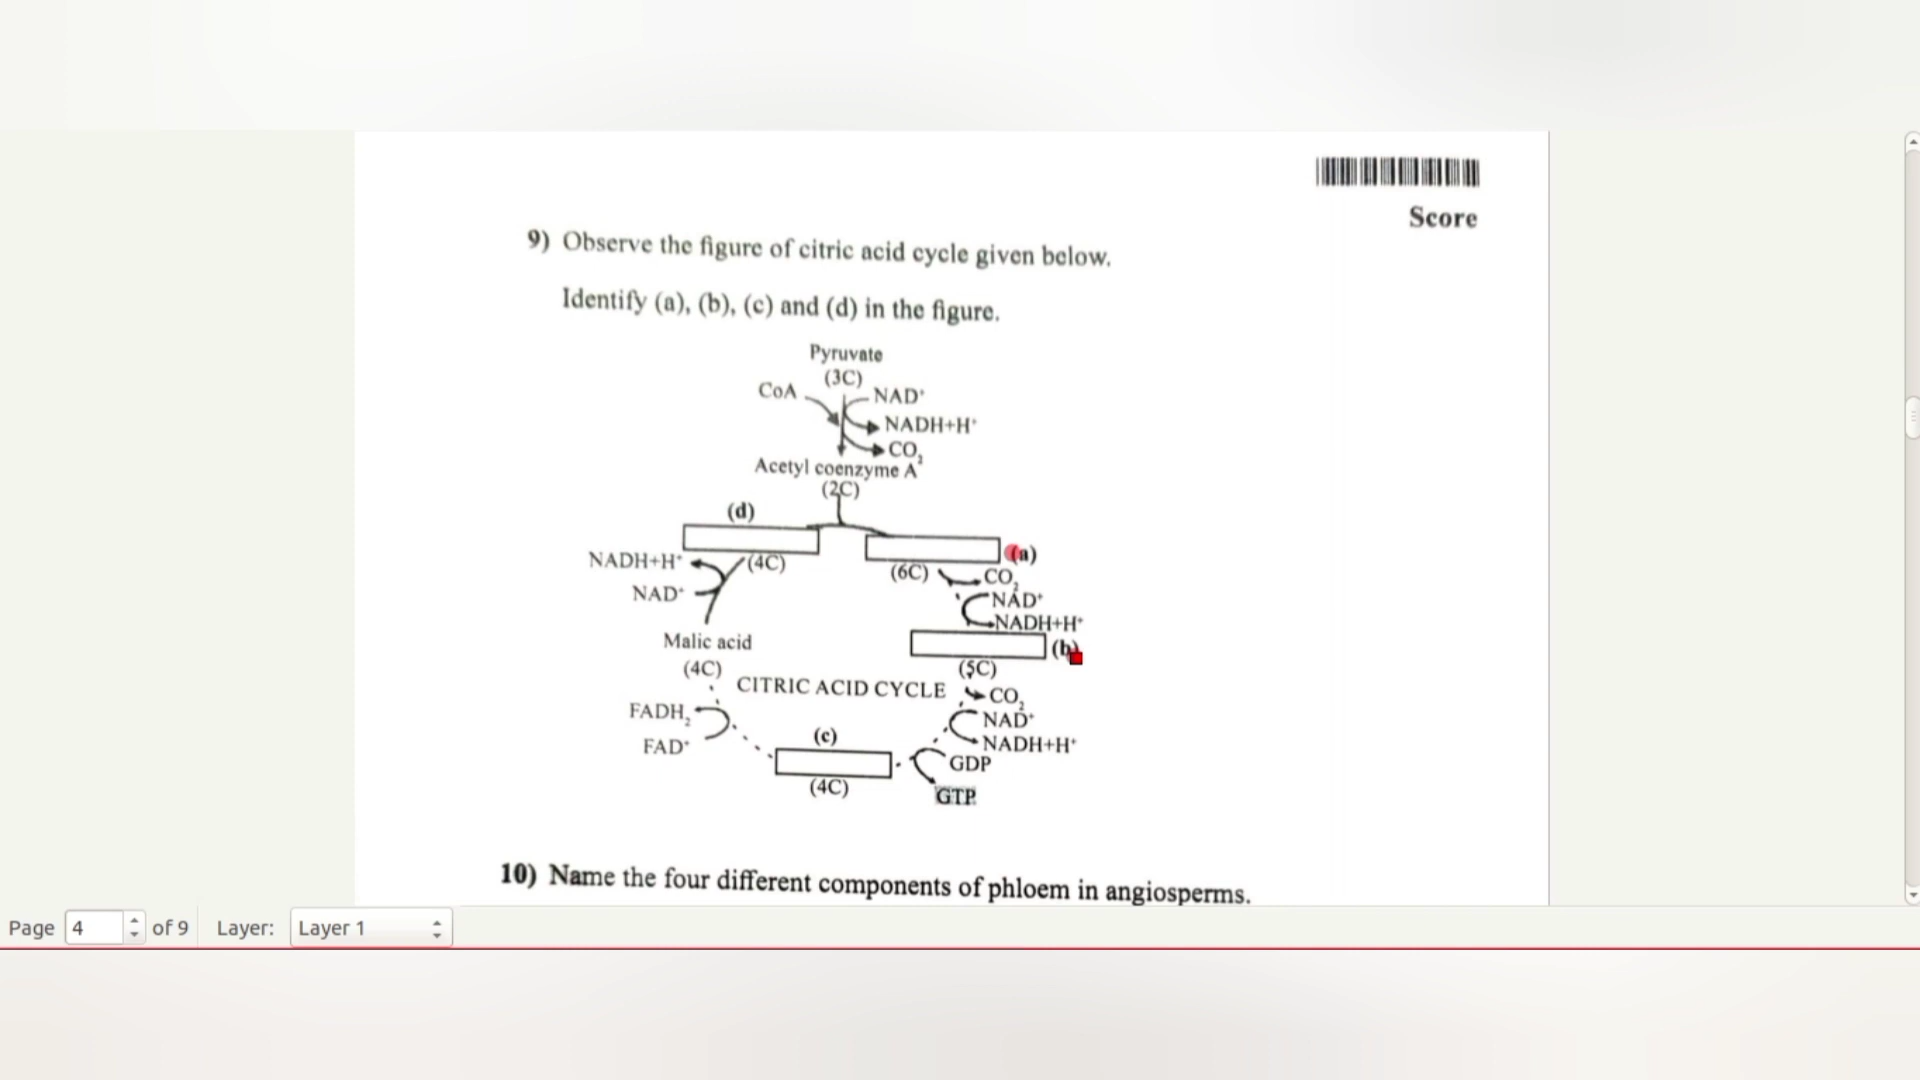 Score
9) Observe the figure of citric acid cycle given below.
Identify (a), (b), (c) and (d) in the figure.
Pyruvate
(3C)
CoA
NAD⁺
NADH+H⁺
CO₂
Acetyl coenzyme A
(2C)
(d)
(4C)
(a)
(6C)
NADH+H⁺
NAD⁺
CO₂
NAD⁺
NADH+H⁺
Malic acid
(4C)
(b)
(5C)
CITRIC ACID CYCLE
CO₂
NAD⁺
NADH+H⁺
FADH₂
FAD⁺
(c)
(4C)
GDP
GTP
10) Name the four different components of phloem in angiosperms.
Page 4 of 9 Layer: Layer 1